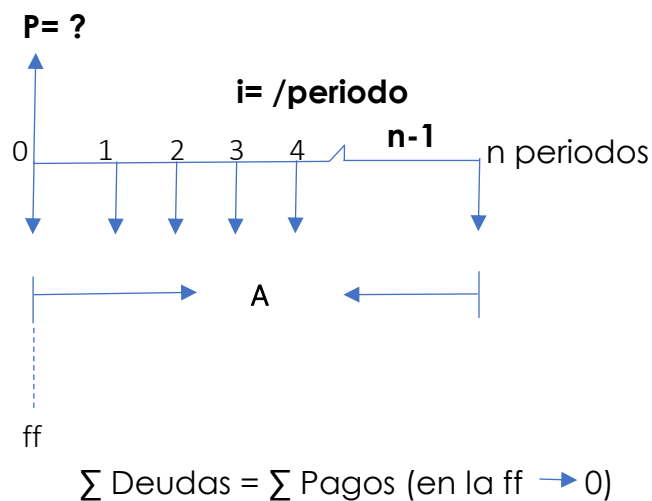 P= ?
i= /periodo
0 1 2 3 4 n-1 n periodos
A
ff
∑ Deudas = ∑ Pagos (en la ff → 0)